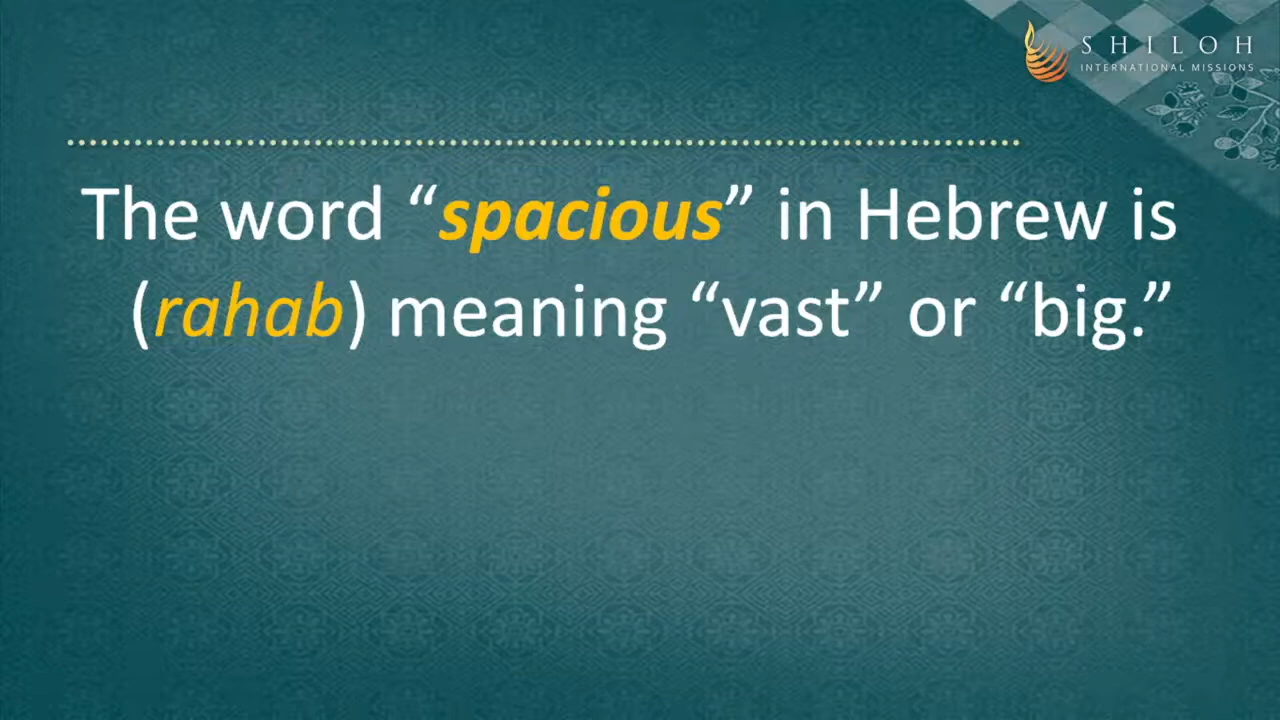 SHILOH
INTERNATIONAL MISSIONS
The word “spacious” in Hebrew is
(rahab) meaning “vast” or “big.”